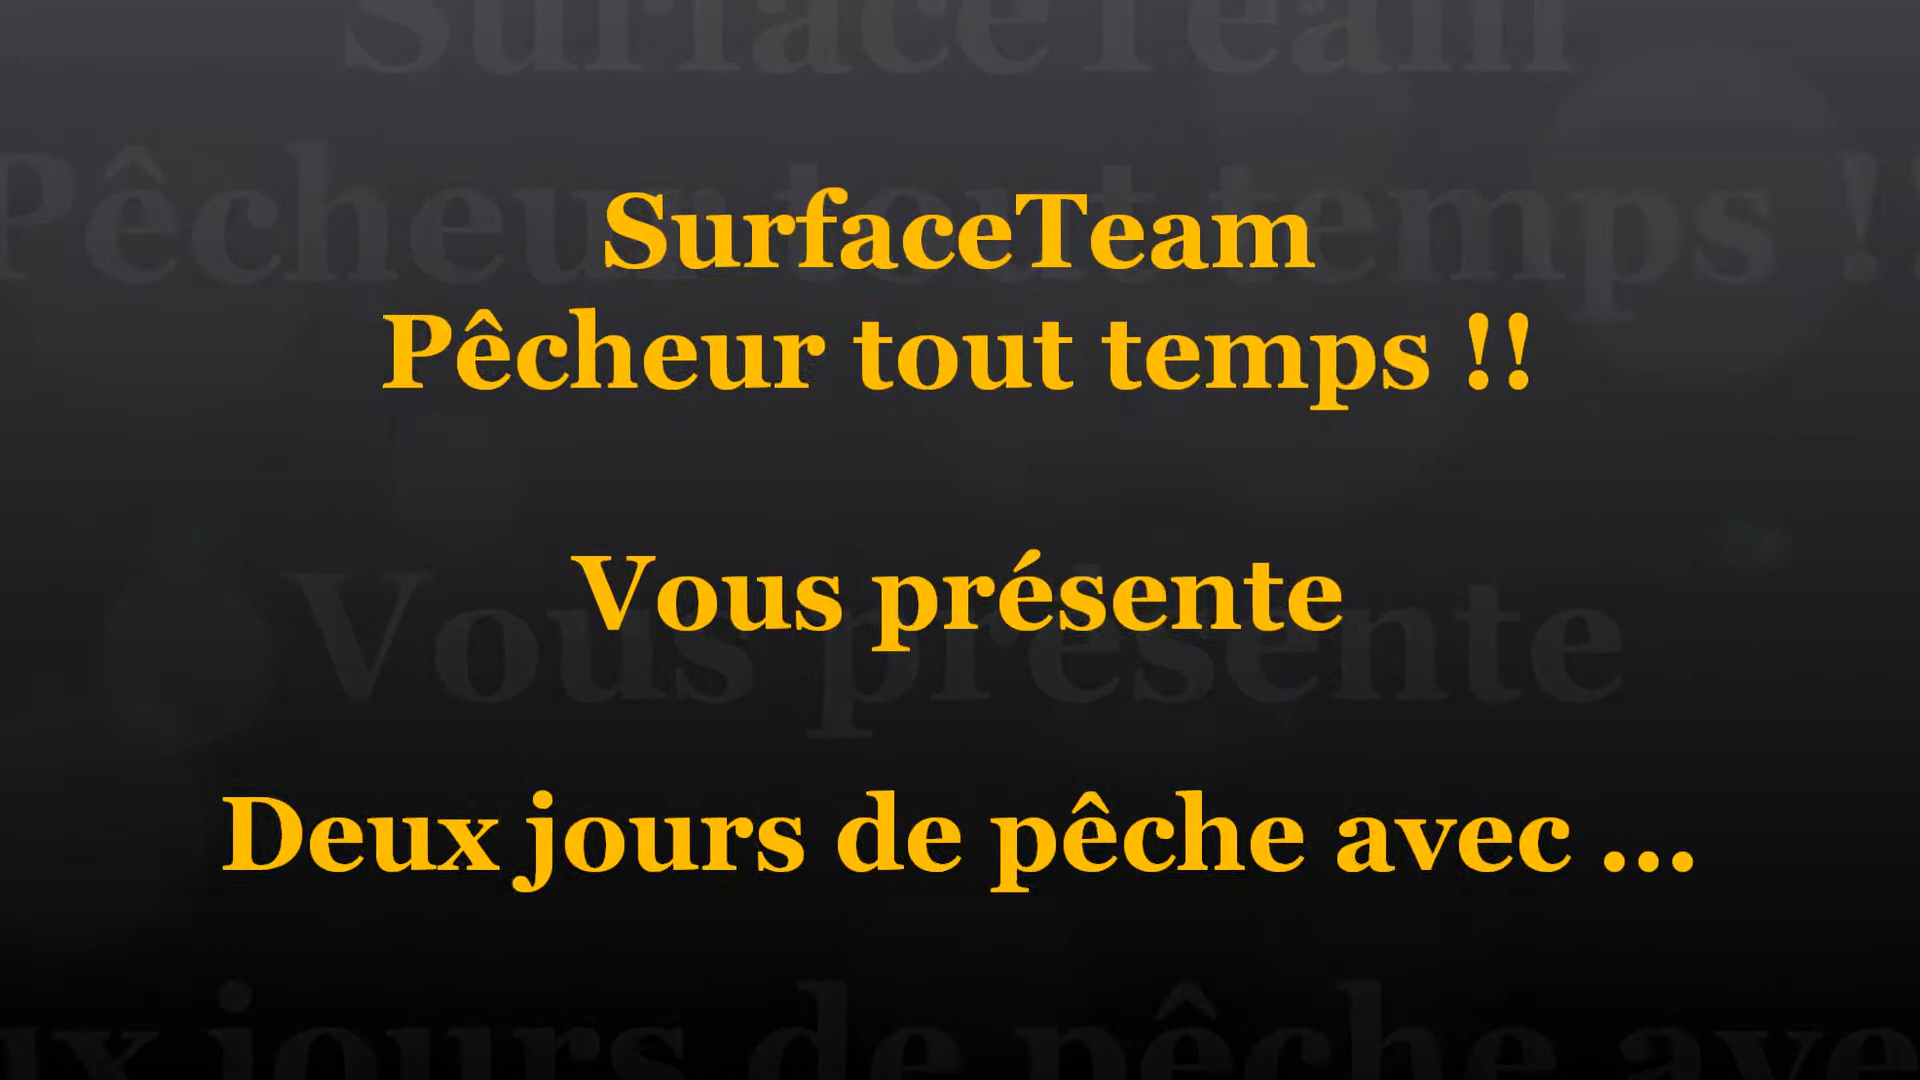 SurfaceTeam
Pêcheur tout temps !!
Vous présente
Deux jours de pêche avec ...